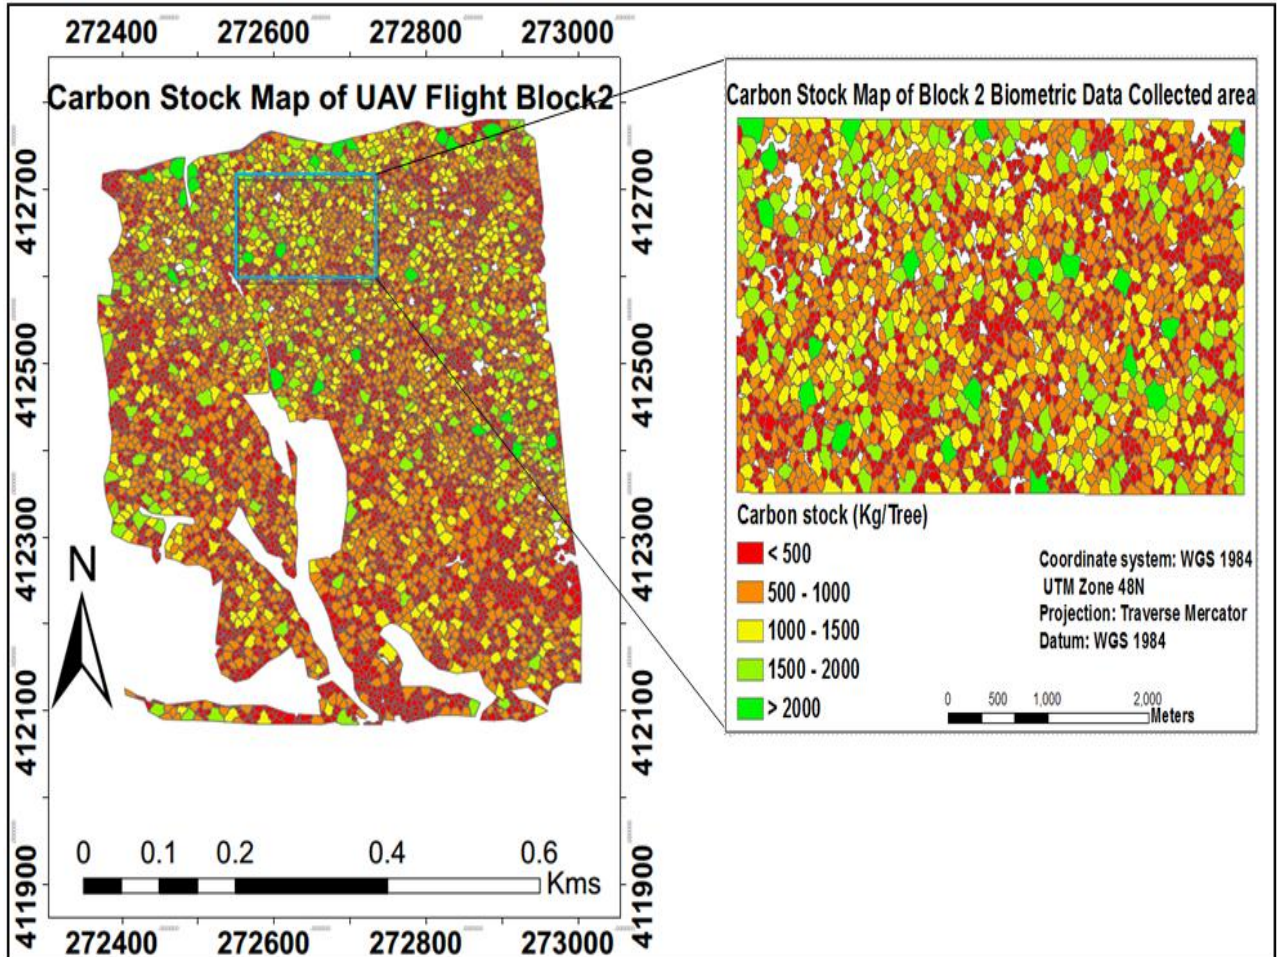 272400 272600 272800 273000
Carbon Stock Map of UAV Flight Block2
412700
412500
412300
412100
411900
412700
412500
412300
412100
411900
N
0 0.1 0.2 0.4 0.6
Kms
272400 272600 272800 273000
Carbon Stock Map of Block 2 Biometric Data Collected area
Carbon stock (Kg/Tree)
< 500
500 - 1000
1000 - 1500
1500 - 2000
> 2000
Coordinate system: WGS 1984
UTM Zone 48N
Projection: Traverse Mercator
Datum: WGS 1984
0 500 1,000 2,000
Meters